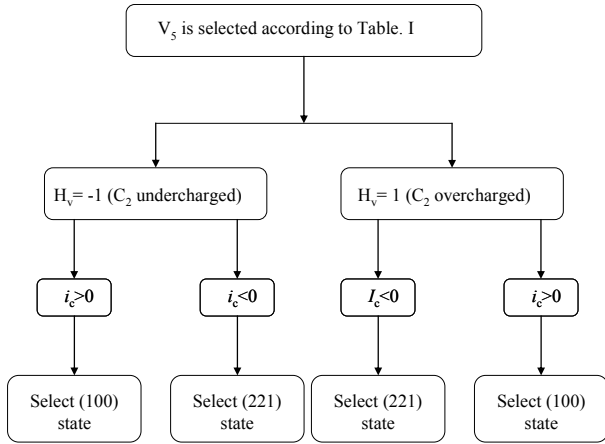 V5 is selected according to Table. I
Hv= -1 (C2 undercharged)
Hv= 1 (C2 overcharged)
ic>0
ic<0
Ic<0
ic>0
Select (100)
state
Select (221)
state
Select (221)
state
Select (100)
state